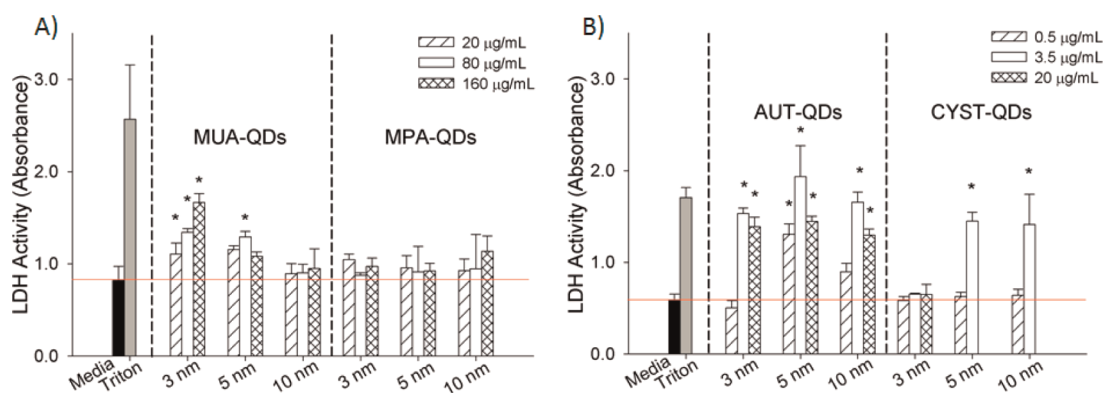 A)
LDH Activity (Absorbance)
3.0
2.0
1.0
0.0
20 µg/mL
80 µg/mL
160 µg/mL
MUA-QDs
MPA-QDs
* * *
*
Media
Triton
3 nm
5 nm
10 nm
3 nm
5 nm
10 nm
B)
LDH Activity (Absorbance)
3.0
2.0
1.0
0.0
0.5 µg/mL
3.5 µg/mL
20 µg/mL
AUT-QDs
CYST-QDs
* *
* * *
* *
*
*
Media
Triton
3 nm
5 nm
10 nm
3 nm
5 nm
10 nm